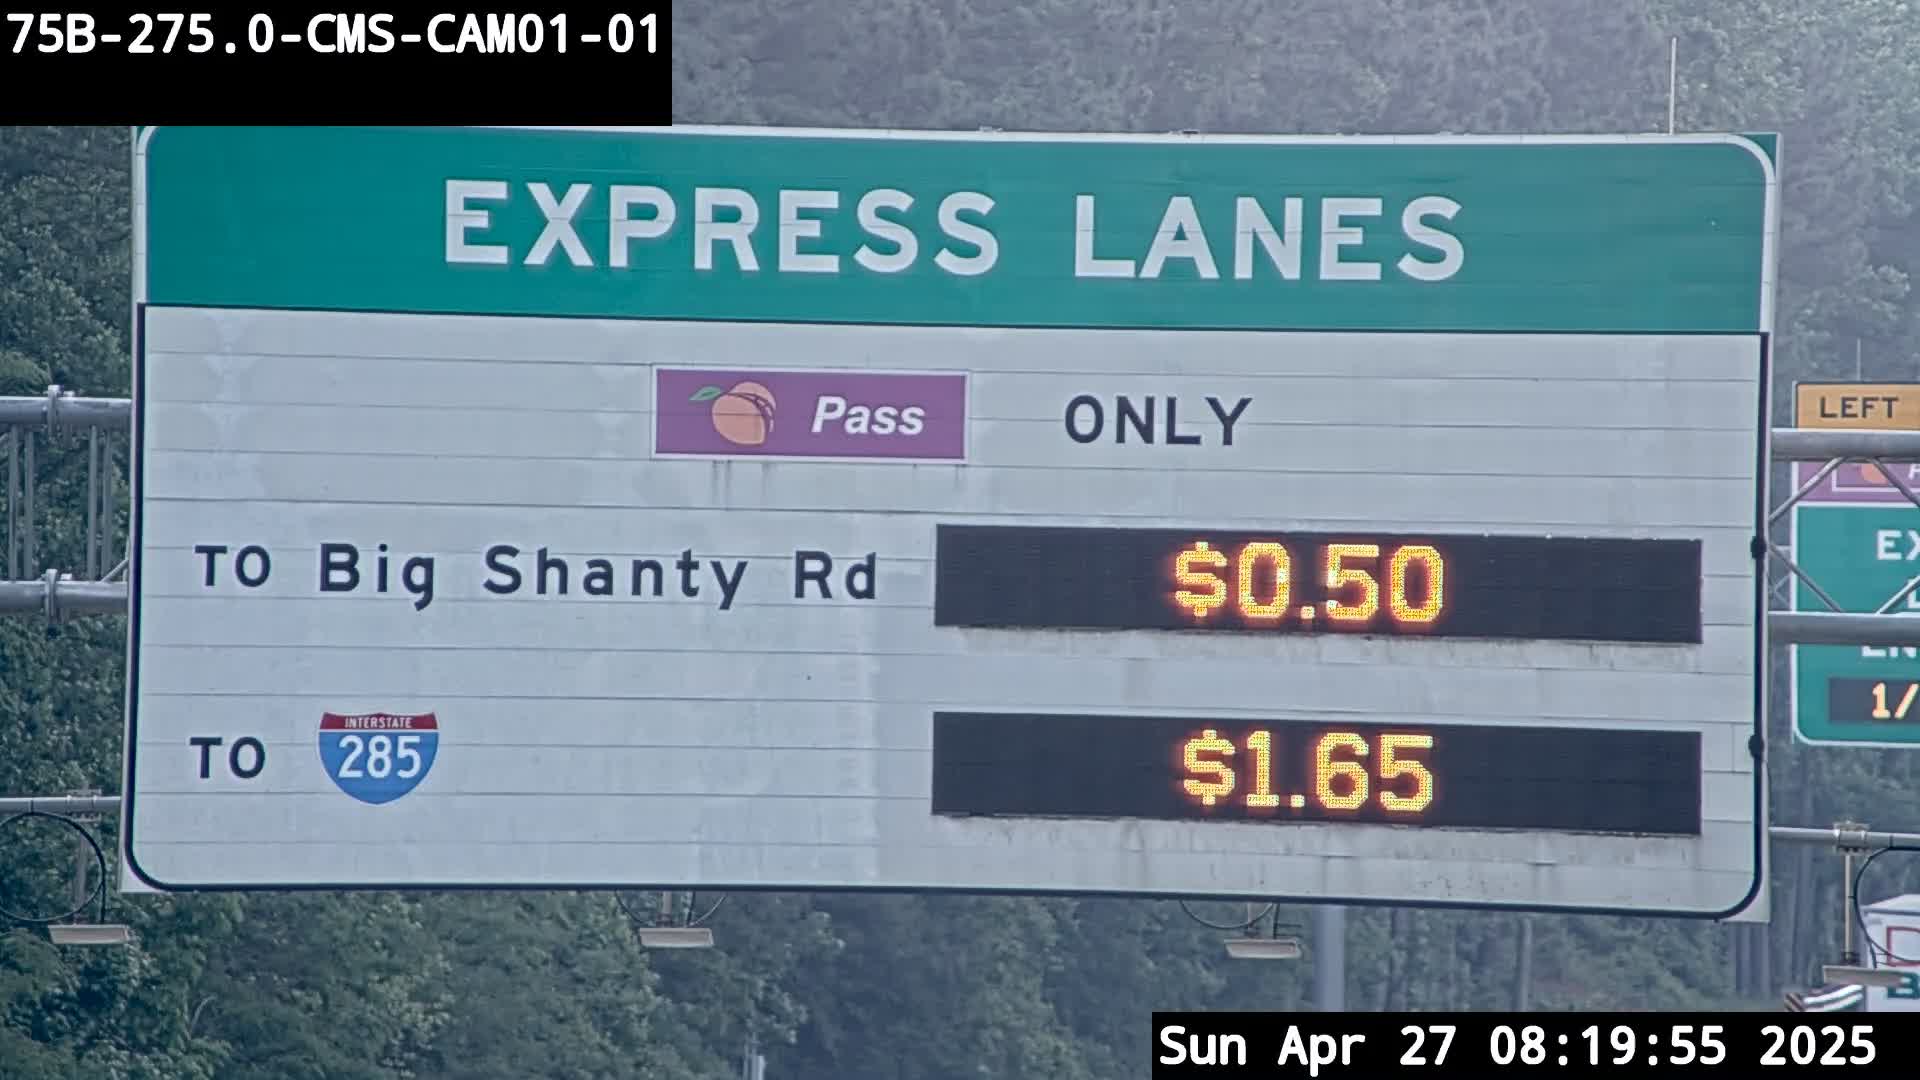 75B-275.0-CMS-CAM01-01
EXPRESS LANES
Pass ONLY
TO Big Shanty Rd $0.50
TO INTERSTATE 285 $1.65
LEFT
1/
Sun Apr 27 08:19:55 2025